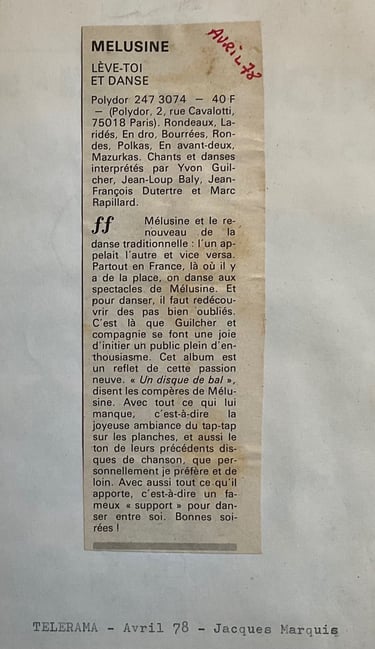 MELUSINE
AVRIL 78
LÈVE-TOI
ET DANSE
Polydor 247 3074 — 40 F
— (Polydor, 2, rue Cavalotti,
75018 Paris). Rondeaux, La-
ridés, En dro, Bourrées, Ron-
des, Polkas, En avant-deux,
Mazurkas. Chants et danses
interprétés par Yvon Guil-
cher, Jean-Loup Baly, Jean-
François Dutertre et Marc
Rapillard.
ff Mélusine et le re-
nouveau de la
danse traditionnelle : l'un ap-
pelait l'autre et vice versa.
Partout en France, là où il y
a de la place, on danse aux
spectacles de Mélusine. Et
pour danser, il faut redécou-
vrir des pas bien oubliés.
C'est là que Guilcher et
compagnie se font une joie
d'initier un public plein d'en-
thousiasme. Cet album est
un reflet de cette passion
neuve. « Un disque de bal »,
disent les compères de Mélu-
sine. Avec tout ce qui lui
manque, c'est-à-dire la
joyeuse ambiance du tap-tap
sur les planches, et aussi le
ton de leurs précédents dis-
ques de chanson, que per-
sonnellement je préfère et de
loin. Avec aussi tout ce qu'il
apporte, c'est-à-dire un fa-
meux « support » pour dan-
ser entre soi. Bonnes soi-
rées !
TELERAMA - Avril 78 - Jacques Marquis